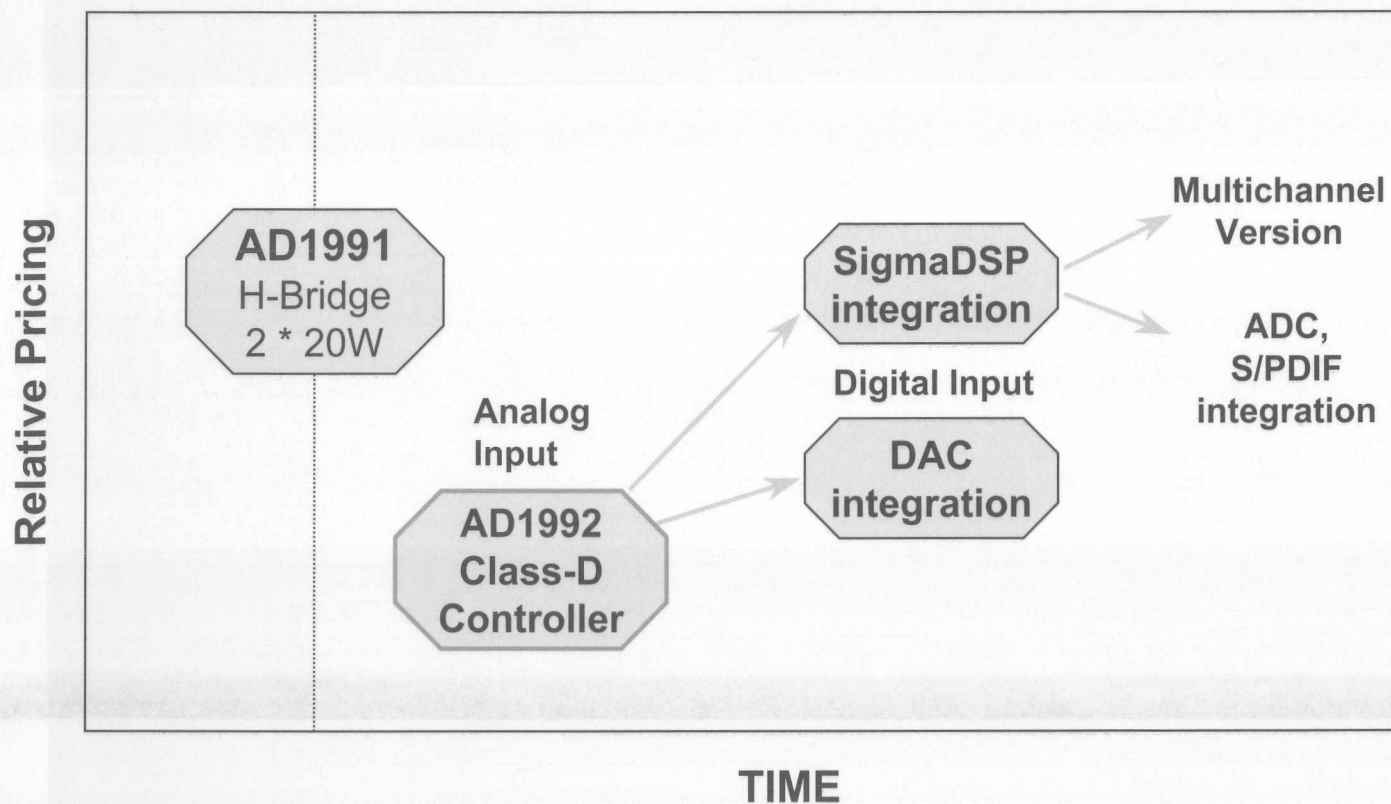 Relative Pricing
AD1991
H-Bridge
2 * 20W
Analog
Input
AD1992
Class-D
Controller
SigmaDSP
integration
Digital Input
DAC
integration
Multichannel
Version
ADC,
S/PDIF
integration
TIME